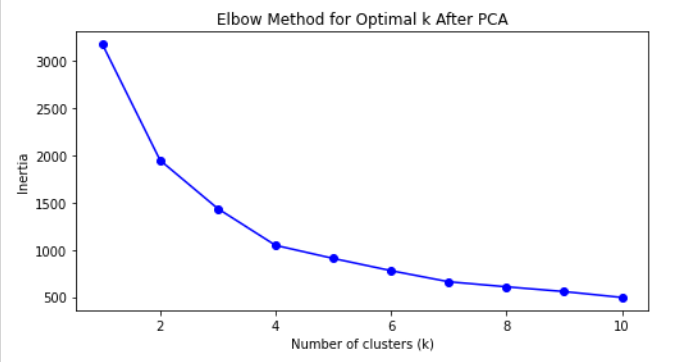 Elbow Method for Optimal k After PCA
Inertia
3000
2500
2000
1500
1000
500
2 4 6 8 10
Number of clusters (k)